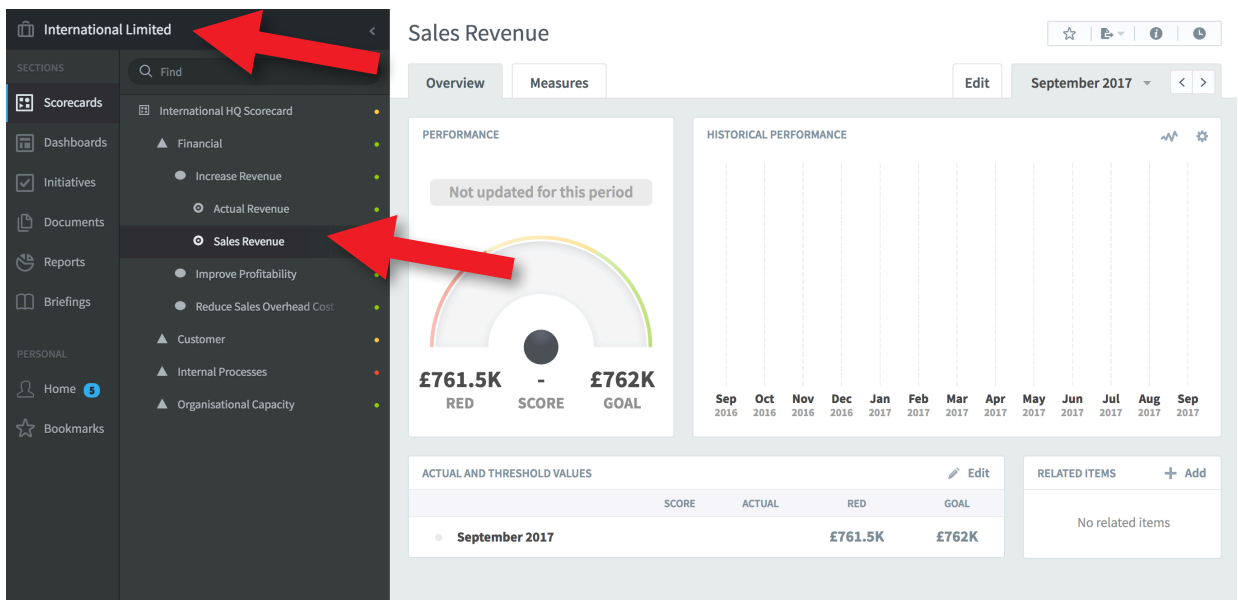 International Limited
SECTIONS
Scorecards
Dashboards
Initiatives
Documents
Reports
Briefings
PERSONAL
Home 5
Bookmarks
Find
International HQ Scorecard
Financial
Increase Revenue
Actual Revenue
Sales Revenue
Improve Profitability
Reduce Sales Overhead Cost
Customer
Internal Processes
Organisational Capacity
Sales Revenue
Overview Measures Edit September 2017
PERFORMANCE
Not updated for this period
£761.5K - £762K
RED SCORE GOAL
HISTORICAL PERFORMANCE
Sep Oct Nov Dec Jan Feb Mar Apr May Jun Jul Aug Sep
2016 2016 2016 2016 2017 2017 2017 2017 2017 2017 2017 2017 2017
ACTUAL AND THRESHOLD VALUES Edit
SCORE ACTUAL RED GOAL
September 2017 £761.5K £762K
RELATED ITEMS + Add
No related items